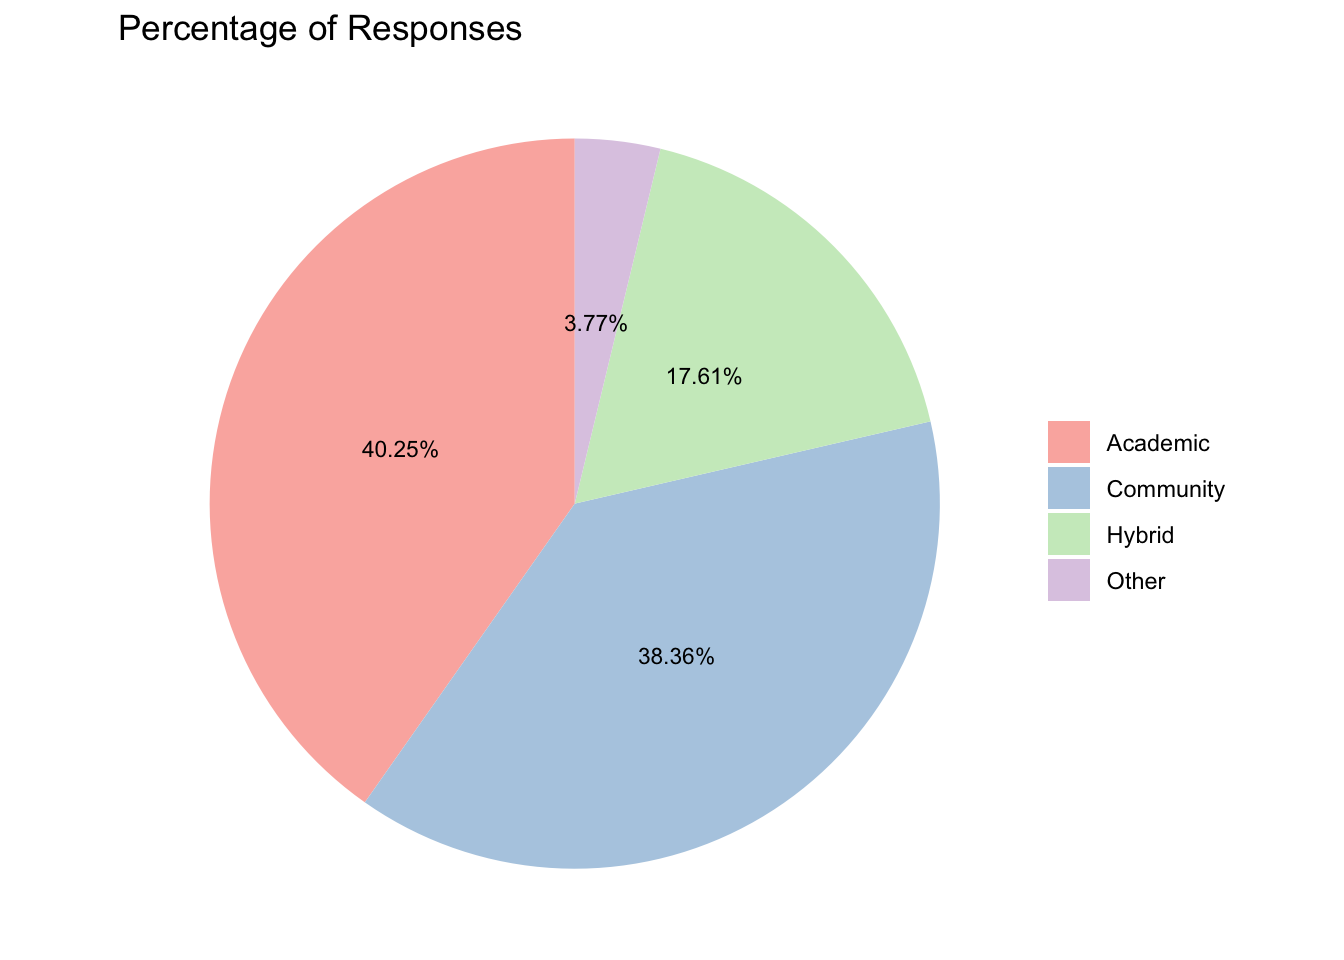 Percentage of Responses
3.77%
17.61%
40.25%
38.36%
Academic
Community
Hybrid
Other